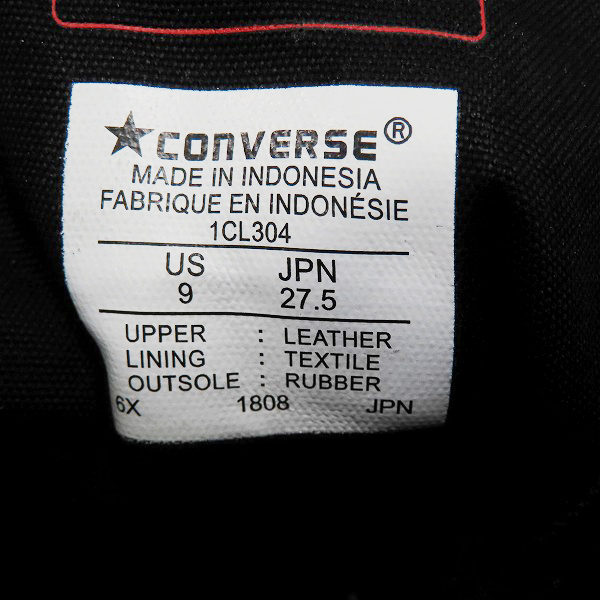 ★CONVERSE®
MADE IN INDONESIA
FABRIQUE EN INDONÉSIE
1CL304
US JPN
9 27.5
UPPER : LEATHER
LINING : TEXTILE
OUTSOLE : RUBBER
6X 1808 JPN